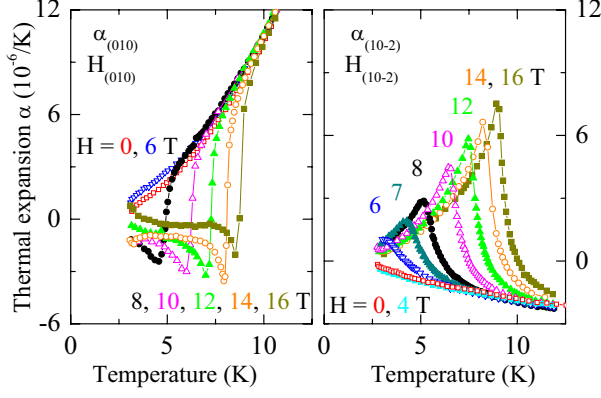 Thermal expansion α (10⁻⁶/K)
12
6
0
-6
α(010)
H(010)
H = 0, 6 T
8, 10, 12, 14, 16 T
0
5
10
Temperature (K)
α(10-2)
H(10-2)
14, 16 T
12
10
8
7
6
H = 0, 4 T
12
6
0
0
5
10
Temperature (K)